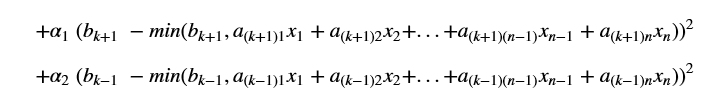 +α₁ (bₖ₊₁ − min(bₖ₊₁, a₍ₖ₊₁₎₁x₁ + a₍ₖ₊₁₎₂x₂+...+a₍ₖ₊₁₎₍ₙ₋₁₎xₙ₋₁ + a₍ₖ₊₁₎ₙxₙ))²
+α₂ (bₖ₋₁ − min(bₖ₋₁, a₍ₖ₋₁₎₁x₁ + a₍ₖ₋₁₎₂x₂+...+a₍ₖ₋₁₎₍ₙ₋₁₎xₙ₋₁ + a₍ₖ₋₁₎ₙxₙ))²